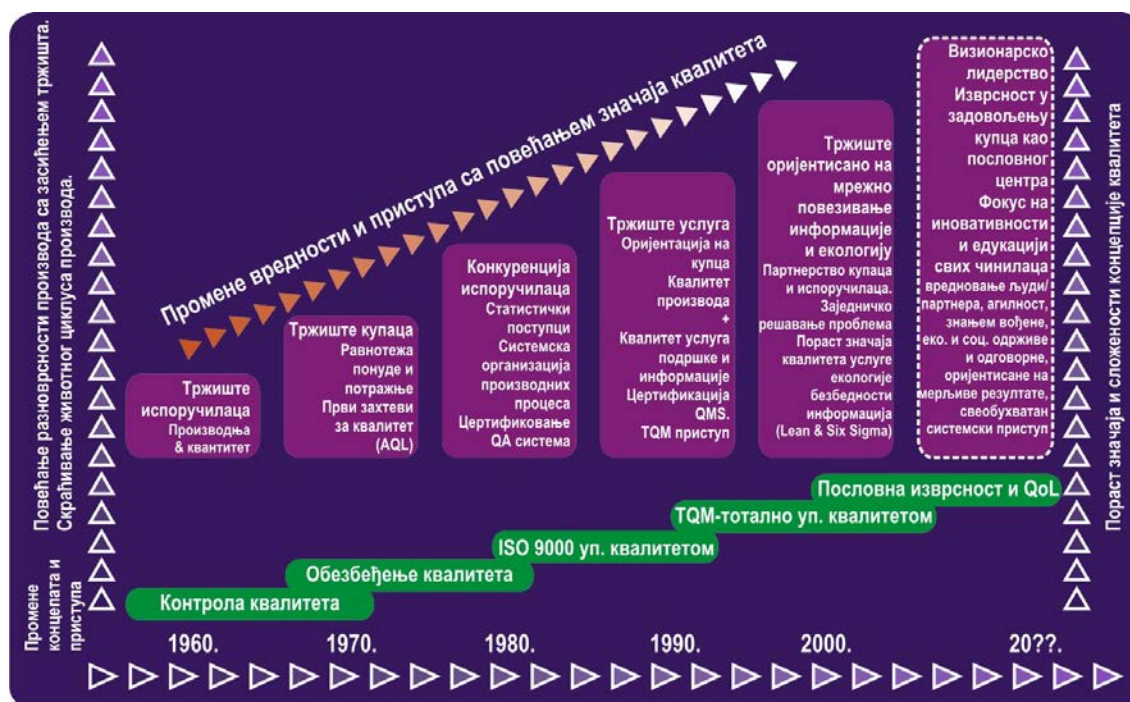 Повећање разноврсности производа са засићењем тржишта.
Скраћивање животног циклуса производа.
Промене
концепата и
приступа
Промене вредности и приступа са повећањем значаја квалитета
Тржиште
испоручилаца
Производња
& квантитет
Тржиште купаца
Равнотежа
понуде и
потражње
Први захтеви
за квалитет
(AQL)
Конкуренција
испоручилаца
Статистички
поступци
Системска
организација
производних
процеса
Цертификовање
QA система
Тржиште услуга
Оријентација на
купца
Квалитет
производа
+
Квалитет услуга
подршке и
информације
Цертификација
QMS.
TQM приступ
Тржиште
оријентисано на
мрежно
повезивање
информације
и екологију
Партнерство купаца
и испоручилаца.
Заједничко
решавање проблема
Пораст значаја
квалитета услуге
екологије
безбедности
информација
(Lean & Six Sigma)
Визионарско
лидерство
Изврсност у
задовољењу
купца као
пословног
центра
Фокус на
иновативности
и едукацији
свих чинилаца
вредновање људи/
партнера, агилност,
знањем вођене,
еко. и соц. одрживе
и одговорне,
оријентисане на
мерљиве резултате,
свеобухватан
системски приступ
Пораст значаја и сложености концепције квалитета
Пословна изврсност и QoL
TQM-тотално уп. квалитетом
ISO 9000 уп. квалитетом
Обезбеђење квалитета
Контрола квалитета
1960. 1970. 1980. 1990. 2000. 20??.